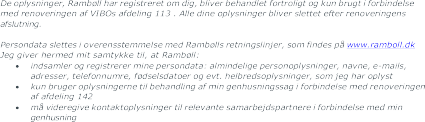 De oplysninger, Rambøll har registreret om dig, bliver behandlet fortroligt og kun brugt i forbindelse
med renoveringen af VIBOs afdeling 113 . Alle dine oplysninger bliver slettet efter renoveringens
afslutning.
Persondata slettes i overensstemmelse med Rambølls retningslinjer, som findes på www.ramboll.dk
Jeg giver hermed mit samtykke til, at Rambøll:
• indsamler og registrerer mine persondata: almindelige personoplysninger, navne, e-mails,
adresser, telefonnumre, fødselsdatoer og evt. helbredsoplysninger, som jeg har oplyst
• kun bruger oplysningerne til behandling af min genhusningssag i forbindelse med renoveringen
af afdeling 142
• må videregive kontaktoplysninger til relevante samarbejdspartnere i forbindelse med min
genhusning